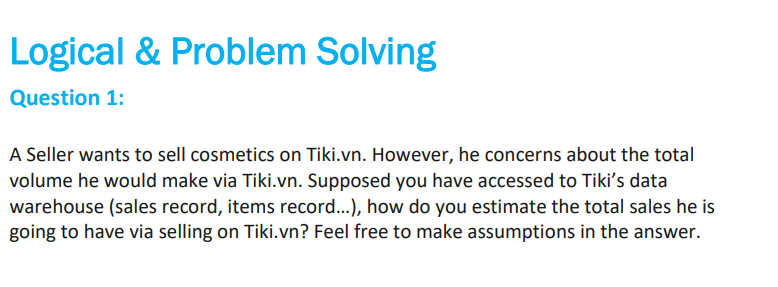 Logical & Problem Solving
Question 1:
A Seller wants to sell cosmetics on Tiki.vn. However, he concerns about the total
volume he would make via Tiki.vn. Supposed you have accessed to Tiki’s data
warehouse (sales record, items record…), how do you estimate the total sales he is
going to have via selling on Tiki.vn? Feel free to make assumptions in the answer.